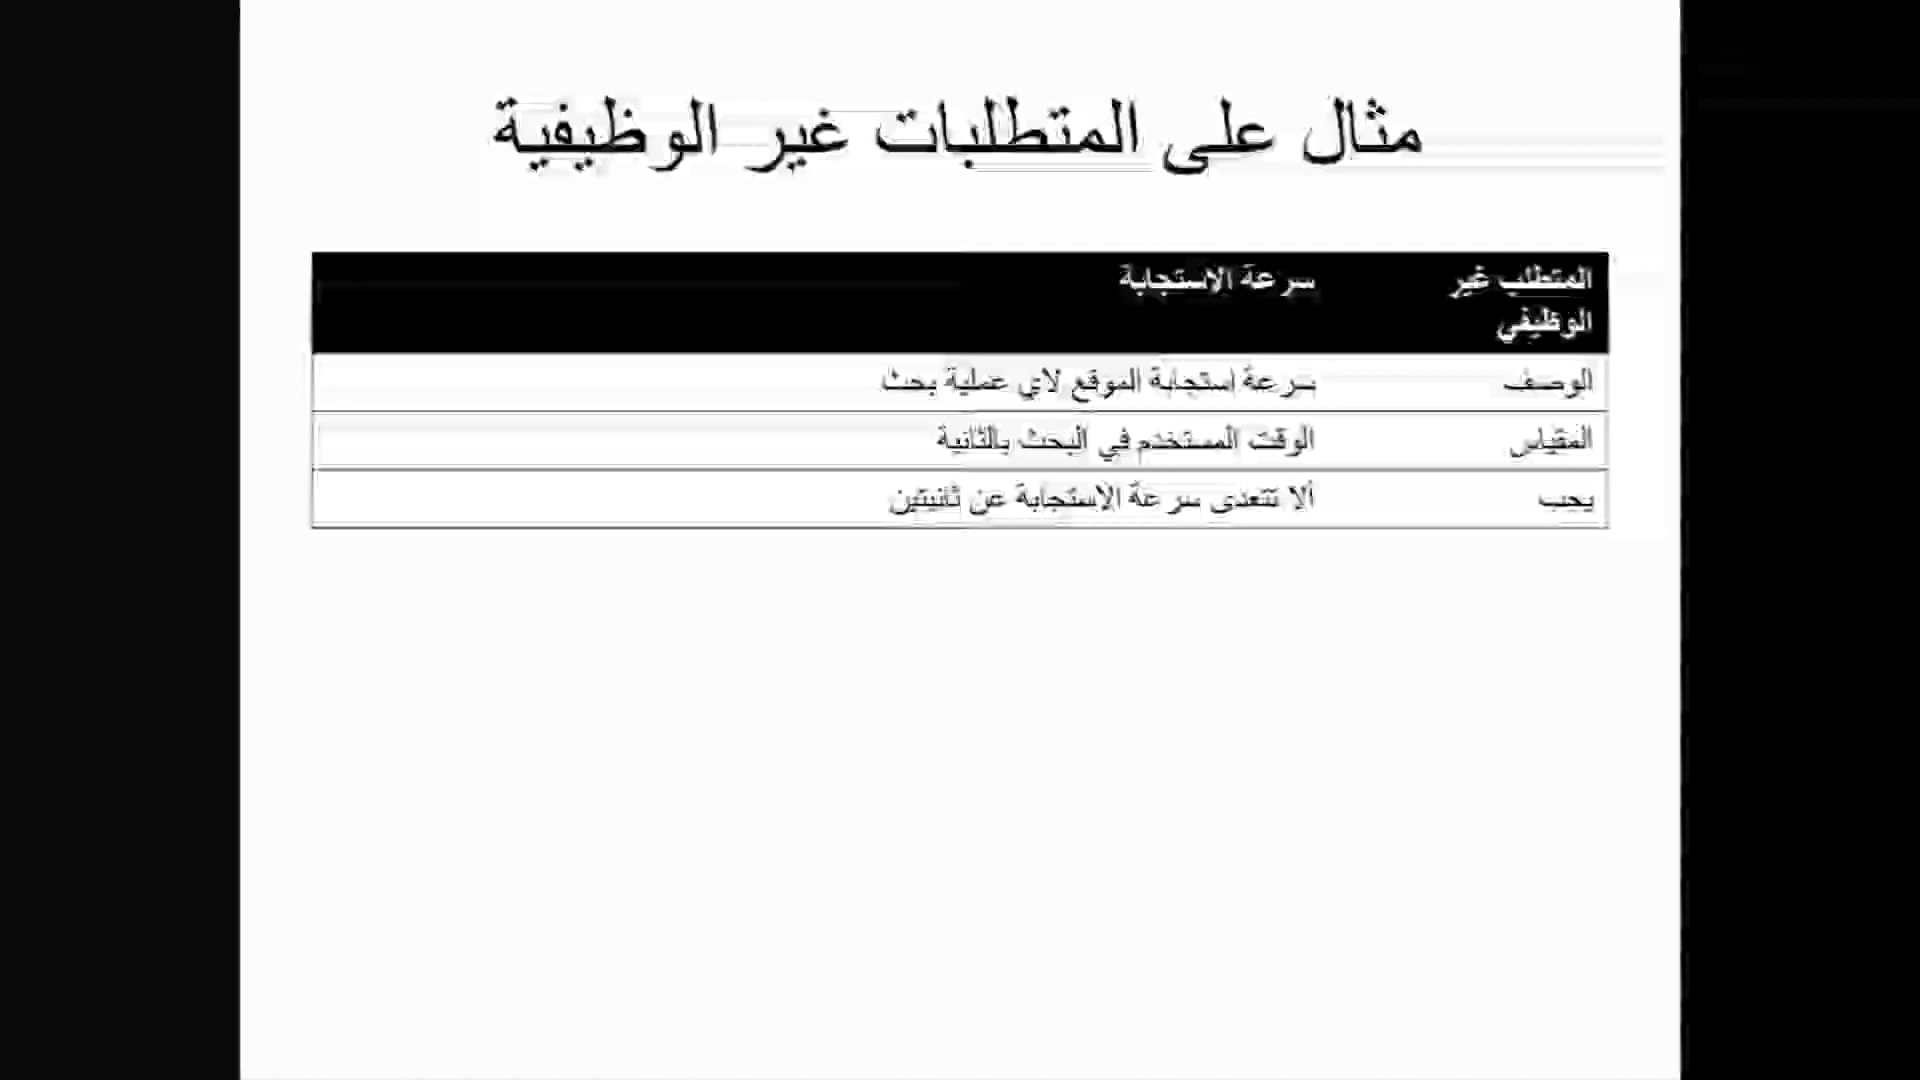 مثال على المتطلبات غير الوظيفية
المتطلب غير الوظيفي سرعة الاستجابة
الوصف سرعة استجابة الموقع لاي عملية بحث
المقياس الوقت المستخدم في البحث بالثانية
يجب ألا تتعدى سرعة الاستجابة عن ثانيتين